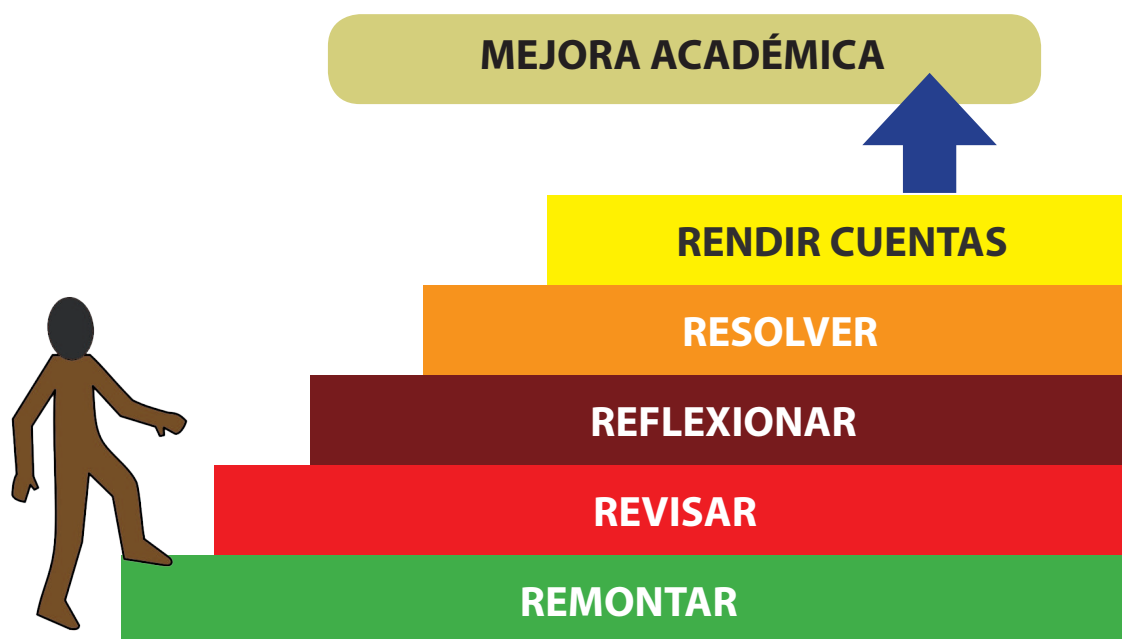 MEJORA ACADÉMICA
RENDIR CUENTAS
RESOLVER
REFLEXIONAR
REVISAR
REMONTAR